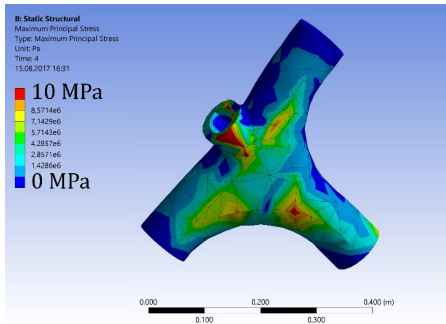 B: Static Structural
Maximum Principal Stress
Type: Maximum Principal Stress
Unit: Pa
Time: 4
15.08.2017 16:31
10 MPa
8,5714e6
7,1429e6
5,7143e6
4,2857e6
2,8571e6
1,4286e6
0 MPa
0.000 0.200 0.400 (m)
0.100 0.300